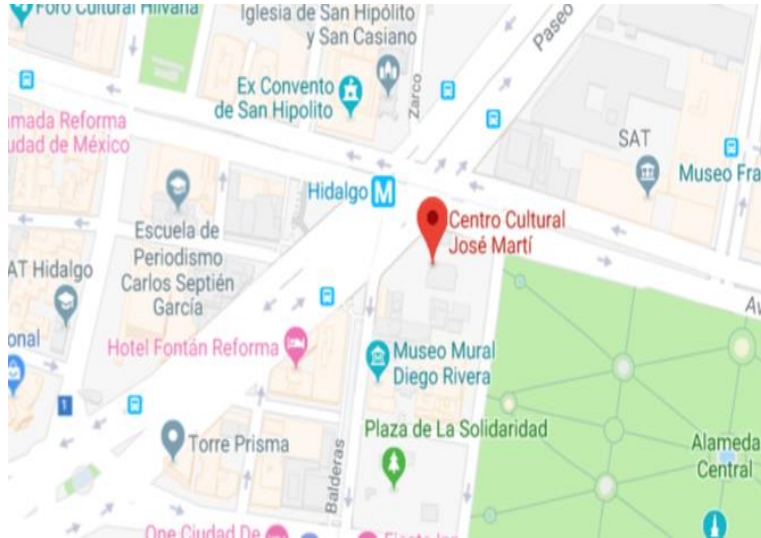 Foro Cultural Hilvana
Iglesia de San Hipólito
y San Casiano
Paseo
Ex Convento
de San Hipolito
Zarco
amada Reforma
udad de México
SAT
Museo Fra
Hidalgo M
Escuela de
Periodismo
Carlos Septién
García
Centro Cultural
José Martí
AT Hidalgo
Av
onal
Hotel Fontán Reforma
Museo Mural
Diego Rivera
1
Torre Prisma
Plaza de La Solidaridad
Balderas
Alameda
Central
One Ciudad De